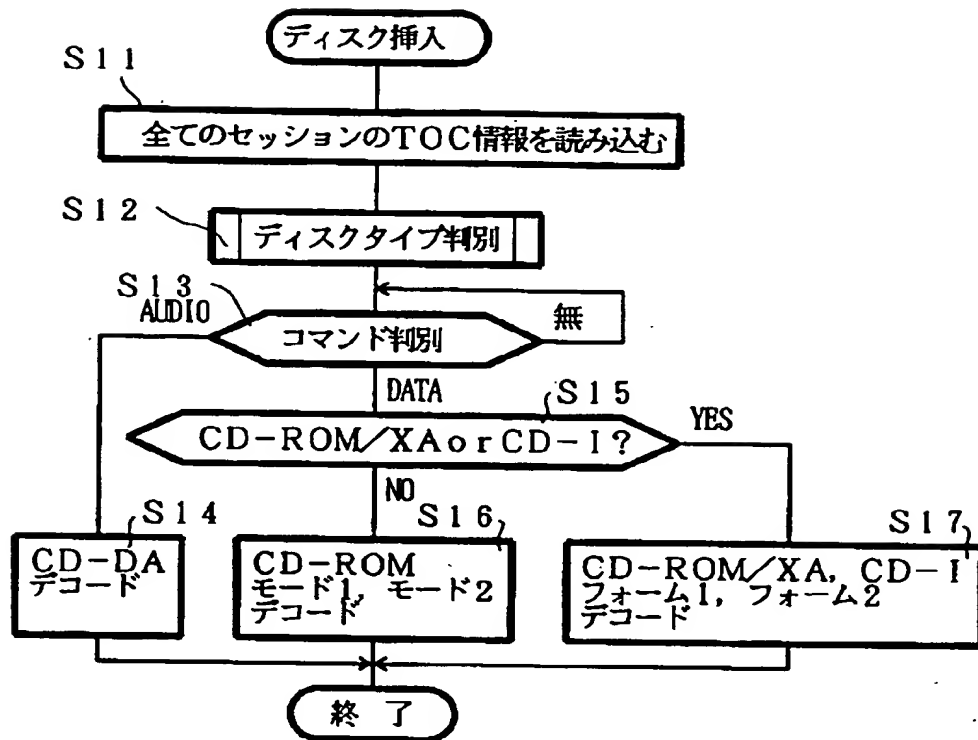 ディスク挿入
S11
全てのセッションのTOC情報を読み込む
S12
ディスクタイプ判別
S13
AUDIO
コマンド判別
無
DATA
S15
CD-ROM/XAorCD-I?
YES
NO
S14
CD-DA
デコード
S16
CD-ROM
モード1, モード2
デコード
S17
CD-ROM/XA, CD-I
フォーム1, フォーム2
デコード
終 了